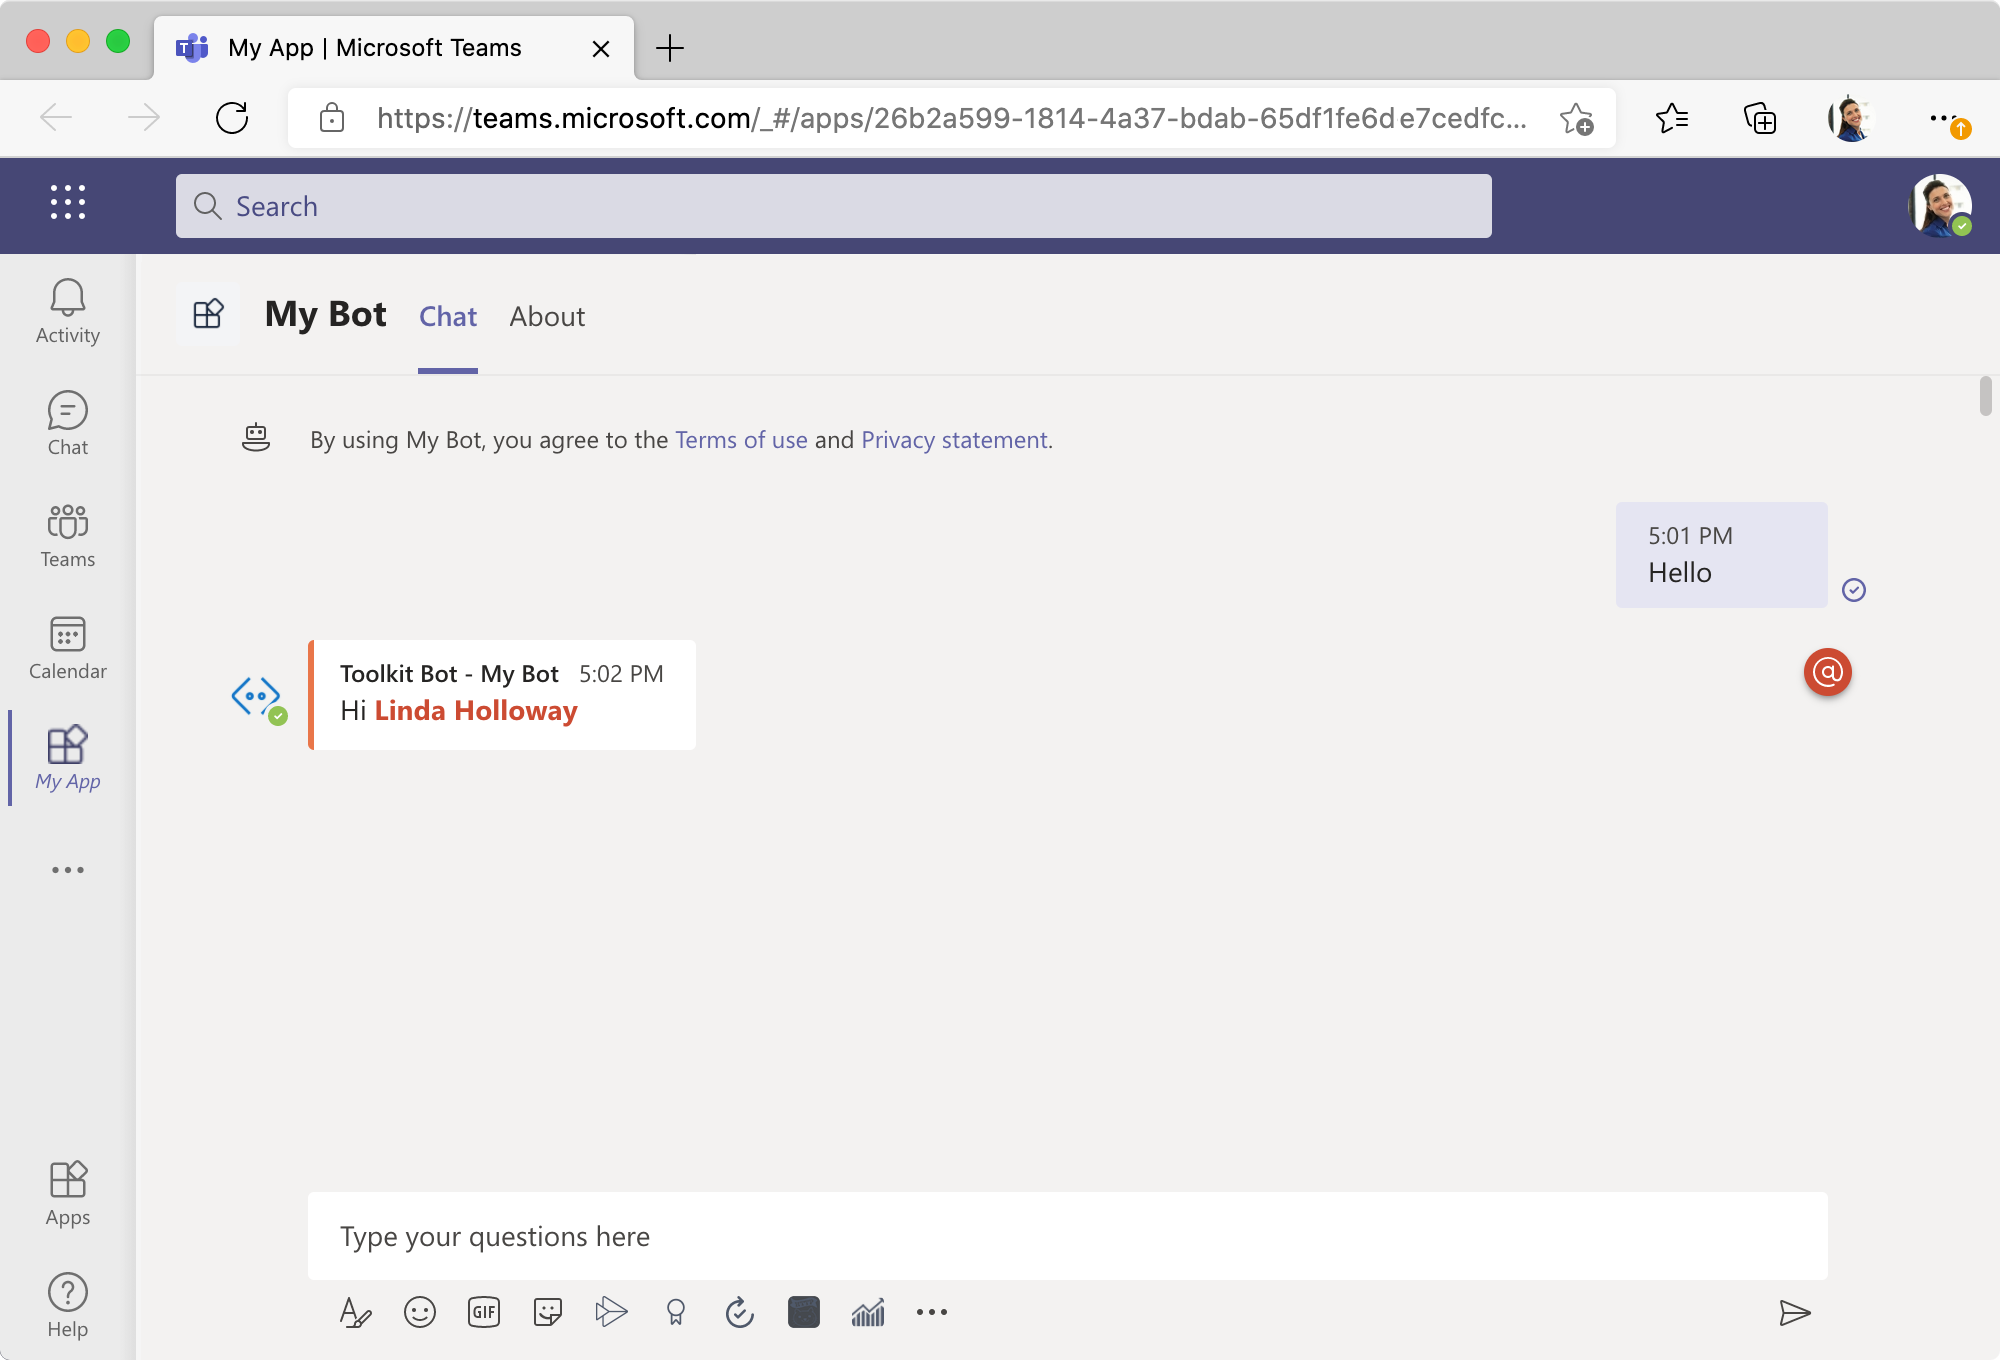 My App | Microsoft Teams
https://teams.microsoft.com/_#/apps/26b2a599-1814-4a37-bdab-65df1fe6de7cedfc...
Search
Activity
Chat
Teams
Calendar
My App
Apps
Help
My Bot Chat About
By using My Bot, you agree to the Terms of use and Privacy statement.
5:01 PM
Hello
Toolkit Bot - My Bot 5:02 PM
Hi Linda Holloway
@
Type your questions here
GIF